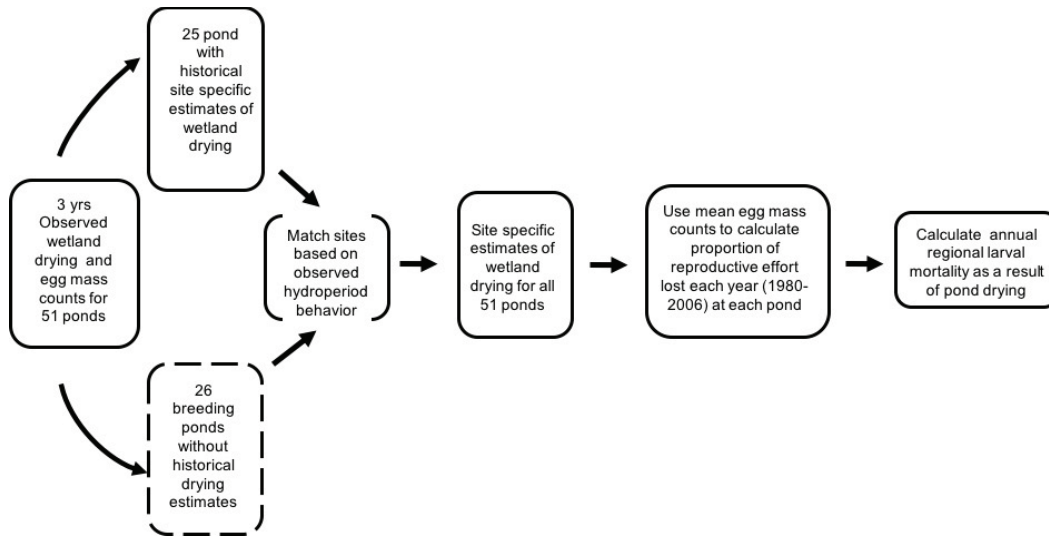 3 yrs
Observed
wetland
drying and
egg mass
counts for
51 ponds
25 pond
with
historical
site specific
estimates of
wetland
drying
26
breeding
ponds
without
historical
drying
estimates
Match sites
based on
observed
hydroperiod
behavior
Site specific
estimates of
wetland
drying for all
51 ponds
Use mean egg mass
counts to calculate
proportion of
reproductive effort
lost each year (1980-
2006) at each pond
Calculate annual
regional larval
mortality as a result
of pond drying